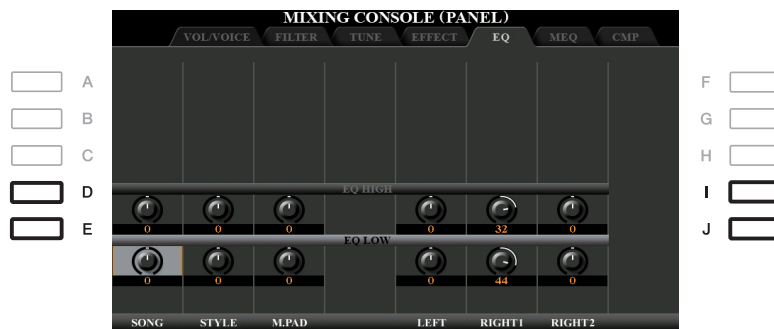 MIXING CONSOLE (PANEL)
VOL/VOICE FILTER TUNE EFFECT EQ MEQ CMP
A F
B G
C H
D EQ HIGH I
0 0 0 0 32 0
E EQ LOW J
0 0 0 0 44 0
SONG STYLE M.PAD LEFT RIGHT1 RIGHT2